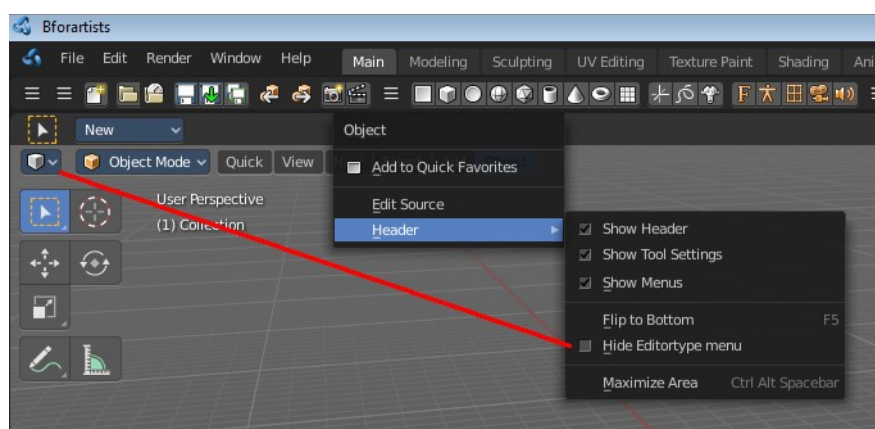 Bforartists
File Edit Render Window Help Main Modeling Sculpting UV Editing Texture Paint Shading Ani
New
Object
Object Mode Quick View
Add to Quick Favorites
User Perspective
(1) Collection
Edit Source
Header
Show Header
Show Tool Settings
Show Menus
Flip to Bottom F5
Hide Editortype menu
Maximize Area Ctrl Alt Spacebar